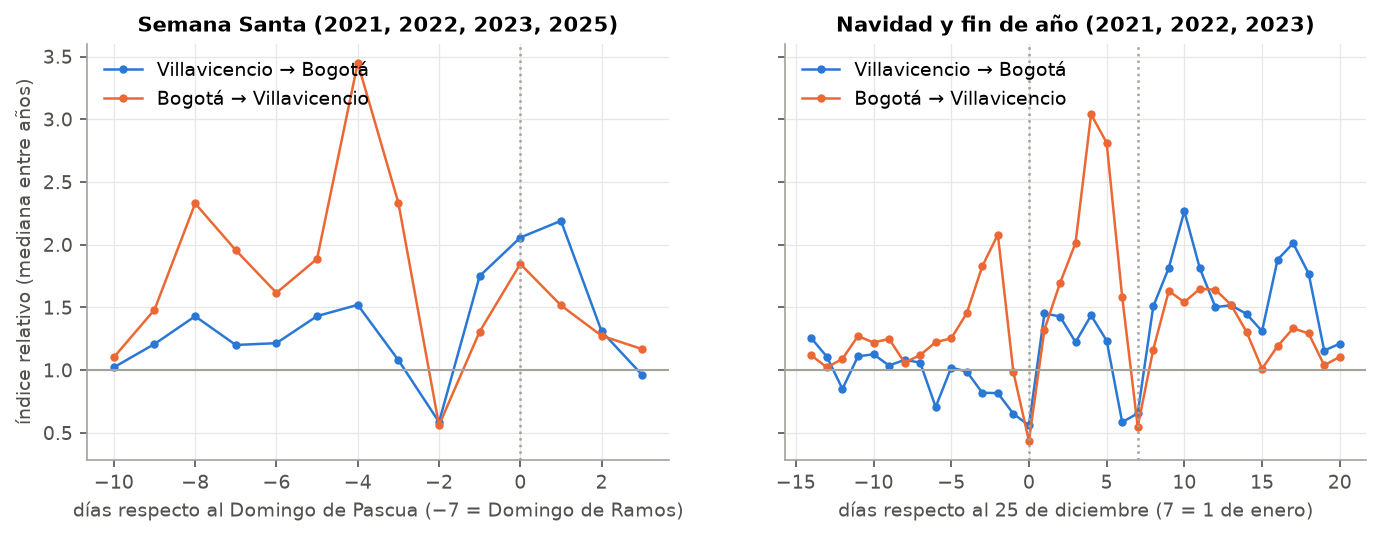 Semana Santa (2021, 2022, 2023, 2025)
Villavicencio → Bogotá
Bogotá → Villavicencio
índice relativo (mediana entre años)
3.5
3.0
2.5
2.0
1.5
1.0
0.5
−10 −8 −6 −4 −2 0 2
días respecto al Domingo de Pascua (−7 = Domingo de Ramos)
Navidad y fin de año (2021, 2022, 2023)
Villavicencio → Bogotá
Bogotá → Villavicencio
−15 −10 −5 0 5 10 15 20
días respecto al 25 de diciembre (7 = 1 de enero)